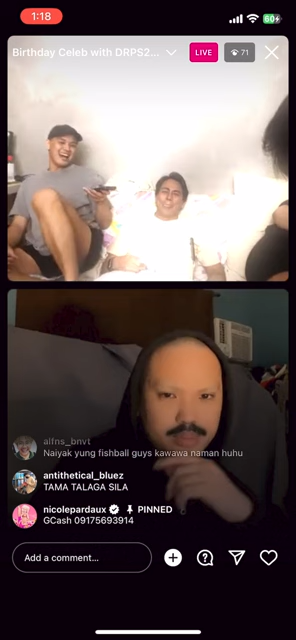 1:18
60
Birthday Celeb with DRPS2...
LIVE
71
alfns_bnvt
Naiyak yung fishball guys kawawa naman huhu
antithetical_bluez
TAMA TALAGA SILA
nicolepardaux PINNED
GCash 09175693914
Add a comment...